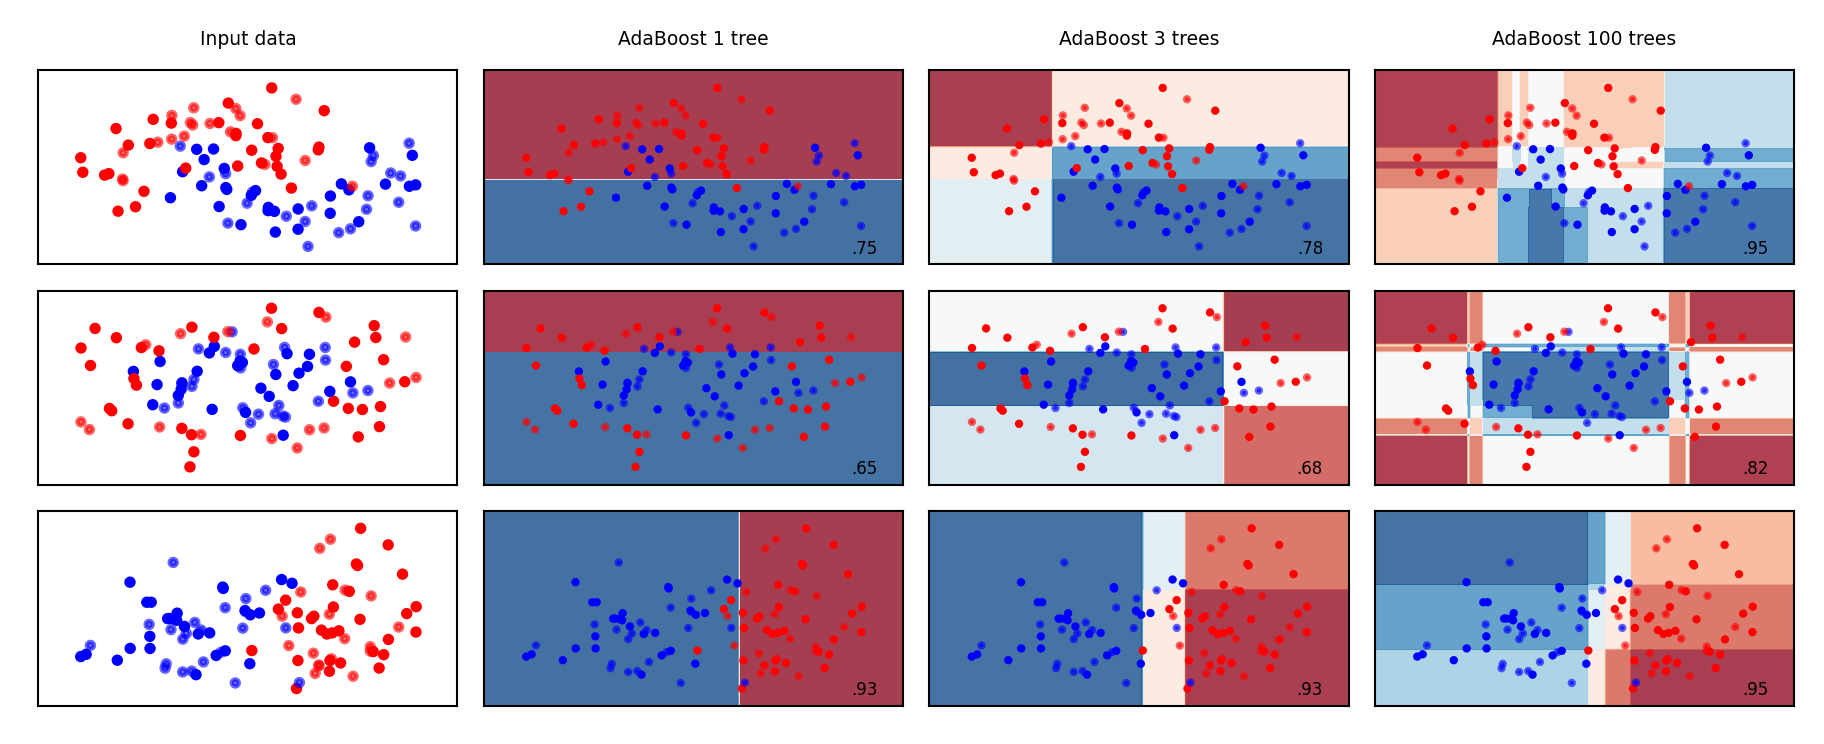 Input data
AdaBoost 1 tree
AdaBoost 3 trees
AdaBoost 100 trees
.75
.78
.95
.65
.68
.82
.93
.93
.95